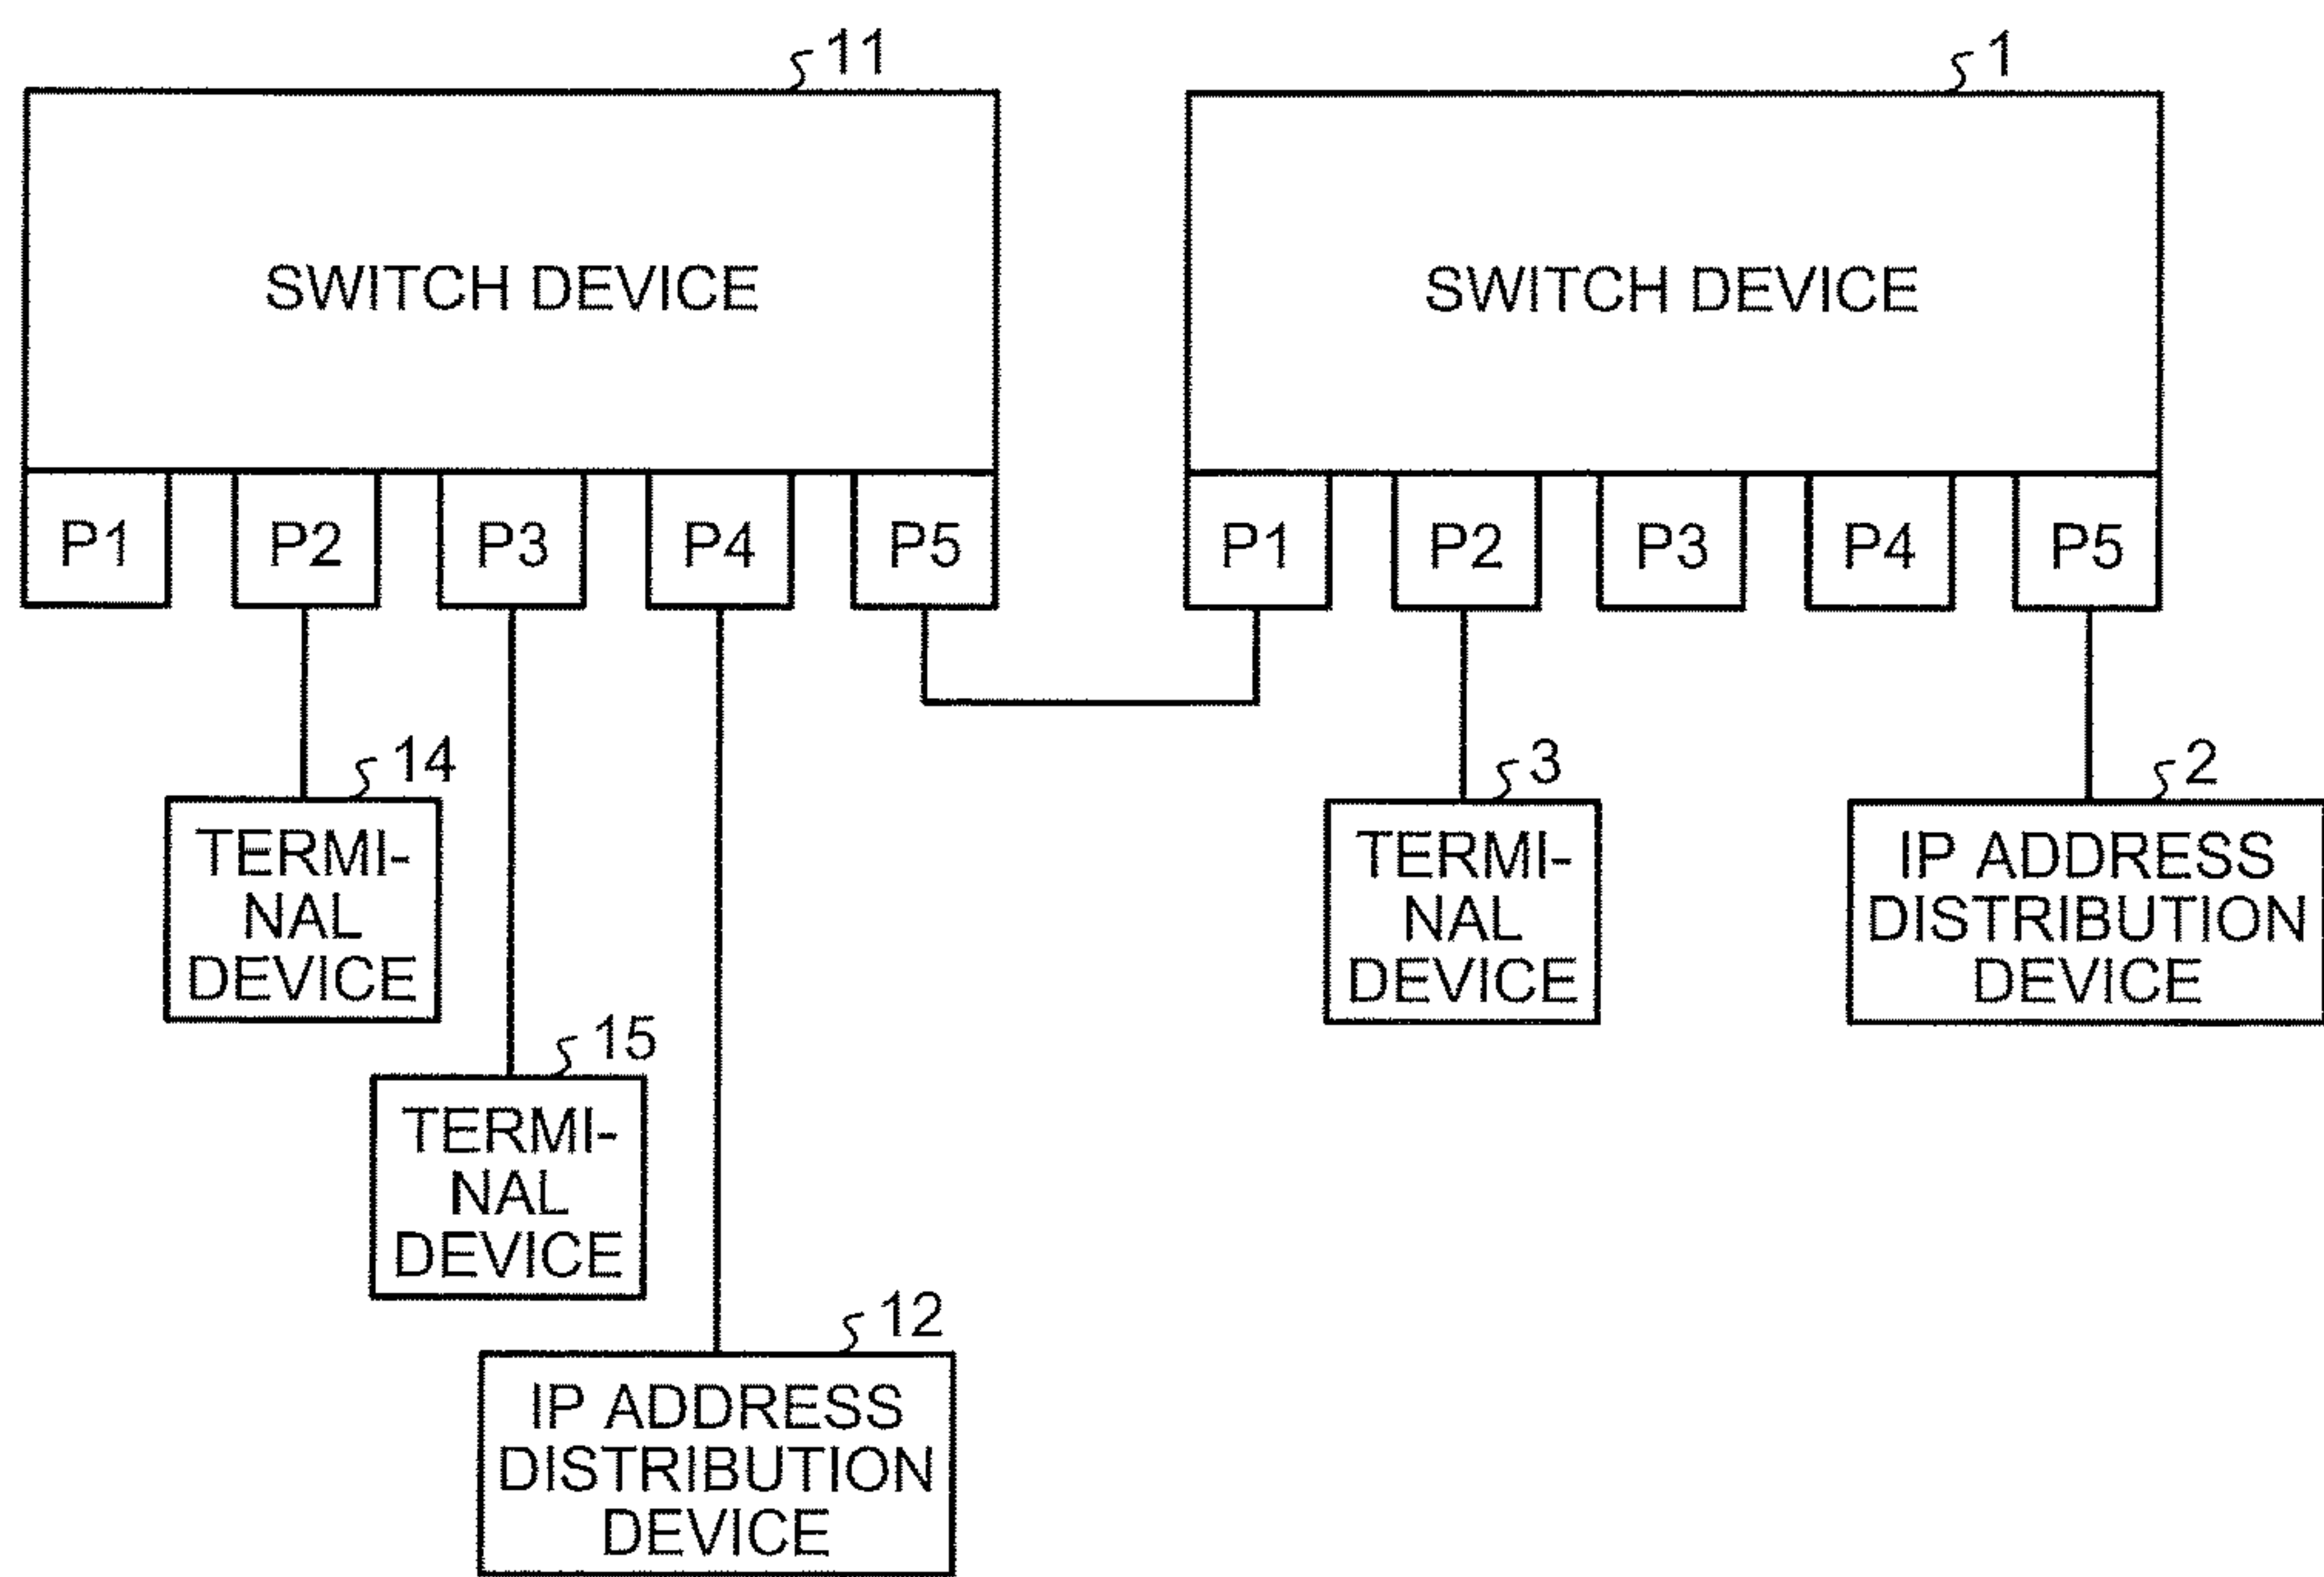 11
1
SWITCH DEVICE
SWITCH DEVICE
P1
P2
P3
P4
P5
P1
P2
P3
P4
P5
14
3
2
TERMI-
NAL
DEVICE
TERMI-
NAL
DEVICE
IP ADDRESS
DISTRIBUTION
DEVICE
15
TERMI-
NAL
DEVICE
12
IP ADDRESS
DISTRIBUTION
DEVICE